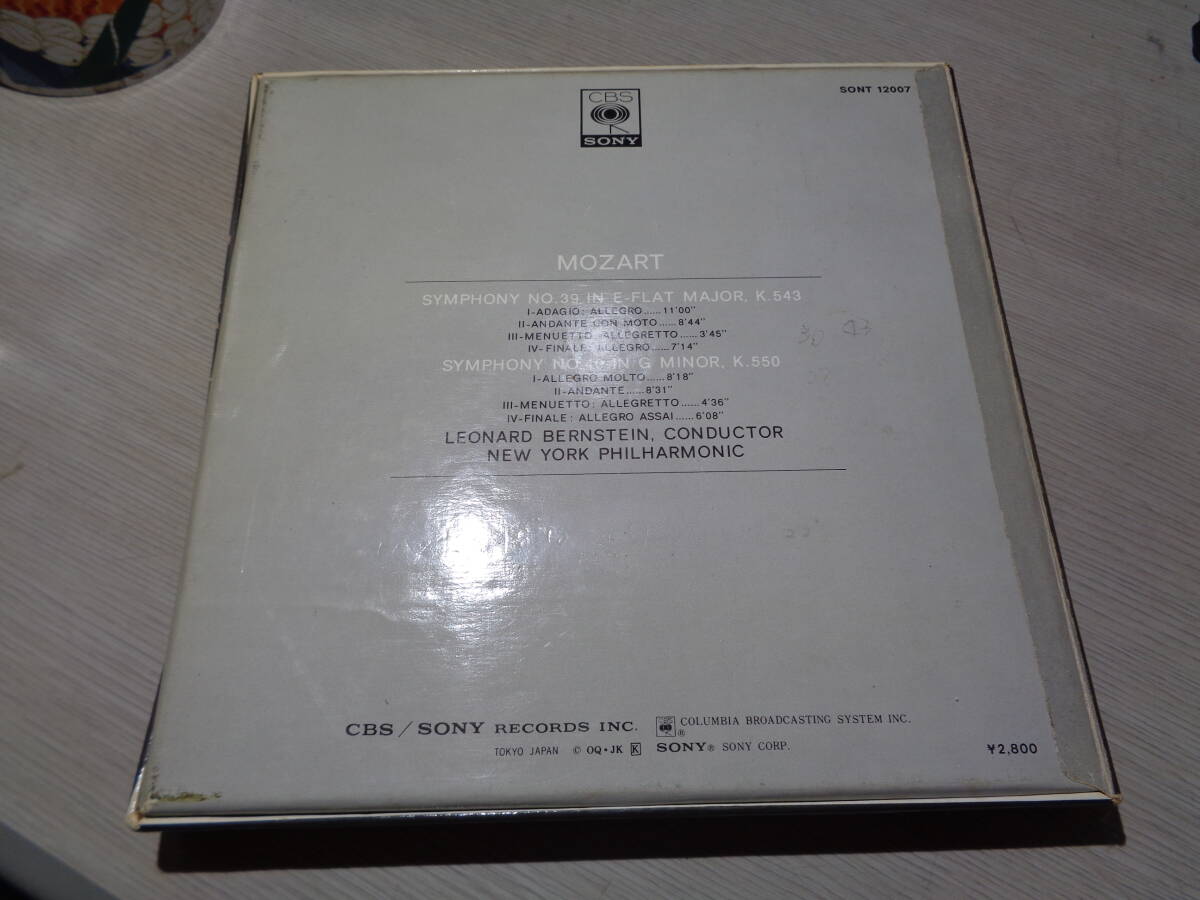 CBS
SONY
SONT 12007
MOZART
SYMPHONY NO.39 IN E-FLAT MAJOR, K.543
I-ADAGIO: ALLEGRO......11'00"
II-ANDANTE CON MOTO......8'44"
III-MENUETTO: ALLEGRETTO......3'45"
IV-FINALE: ALLEGRO......7'14"
SYMPHONY NO.40 IN G MINOR, K.550
I-ALLEGRO MOLTO......8'18"
II-ANDANTE......8'31"
III-MENUETTO: ALLEGRETTO......4'36"
IV-FINALE: ALLEGRO ASSAI......6'08"
LEONARD BERNSTEIN, CONDUCTOR
NEW YORK PHILHARMONIC
CBS/SONY RECORDS INC. ® COLUMBIA BROADCASTING SYSTEM INC.
TOKYO JAPAN © OQ•JK K SONY® SONY CORP.
¥2,800